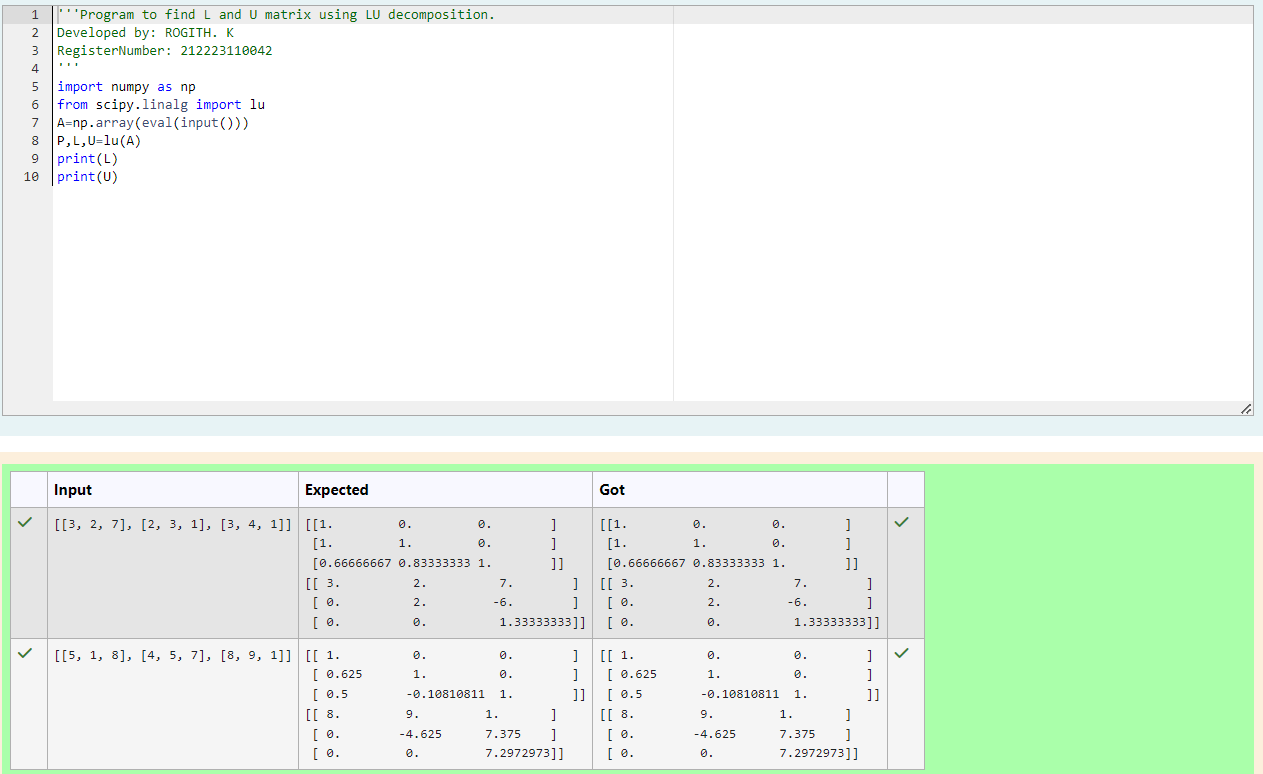 1 '''Program to find L and U matrix using LU decomposition.
2 Developed by: ROGITH. K
3 RegisterNumber: 212223110042
4 '''
5 import numpy as np
6 from scipy.linalg import lu
7 A=np.array(eval(input()))
8 P,L,U=lu(A)
9 print(L)
10 print(U)
Input Expected Got
[[3, 2, 7], [2, 3, 1], [3, 4, 1]] [[1. 0. 0. ] [[1. 0. 0. ]
[1. 1. 0. ] [1. 1. 0. ]
[0.66666667 0.83333333 1. ]] [0.66666667 0.83333333 1. ]]
[[ 3. 2. 7. ] [[ 3. 2. 7. ]
[ 0. 2. -6. ] [ 0. 2. -6. ]
[ 0. 0. 1.33333333]] [ 0. 0. 1.33333333]]
[[5, 1, 8], [4, 5, 7], [8, 9, 1]] [[ 1. 0. 0. ] [[ 1. 0. 0. ]
[ 0.625 1. 0. ] [ 0.625 1. 0. ]
[ 0.5 -0.10810811 1. ]] [ 0.5 -0.10810811 1. ]]
[[ 8. 9. 1. ] [[ 8. 9. 1. ]
[ 0. -4.625 7.375 ] [ 0. -4.625 7.375 ]
[ 0. 0. 7.2972973]] [ 0. 0. 7.2972973]]